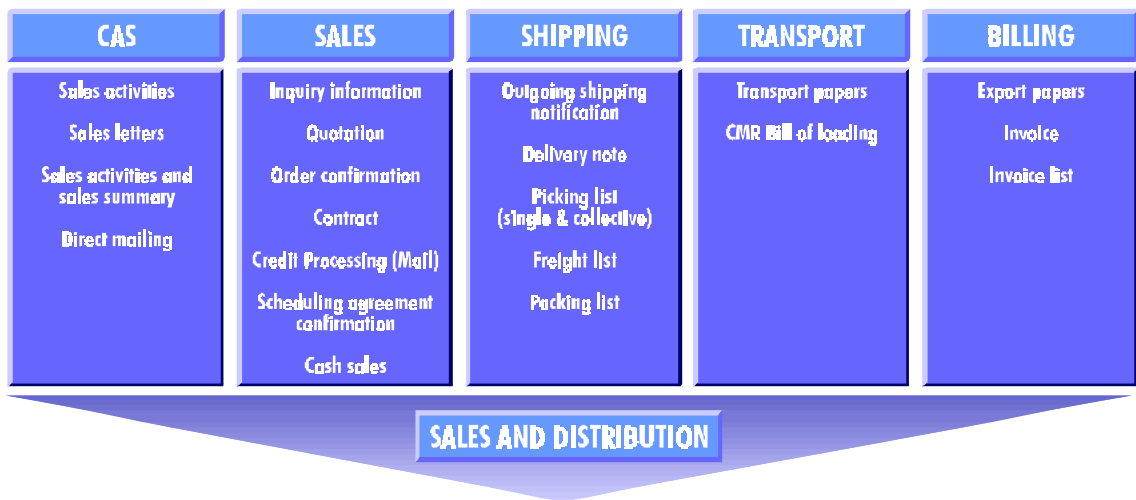 CAS
Sales activities
Sales letters
Sales activities and
sales summary
Direct mailing
SALES
Inquiry information
Quotation
Order confirmation
Contract
Credit Processing (Mail)
Scheduling agreement
confirmation
Cash sales
SHIPPING
Outgoing shipping
notification
Delivery note
Picking list
(single & collective)
Freight list
Packing list
TRANSPORT
Transport papers
CMR Bill of loading
BILLING
Export papers
Invoice
Invoice list
SALES AND DISTRIBUTION